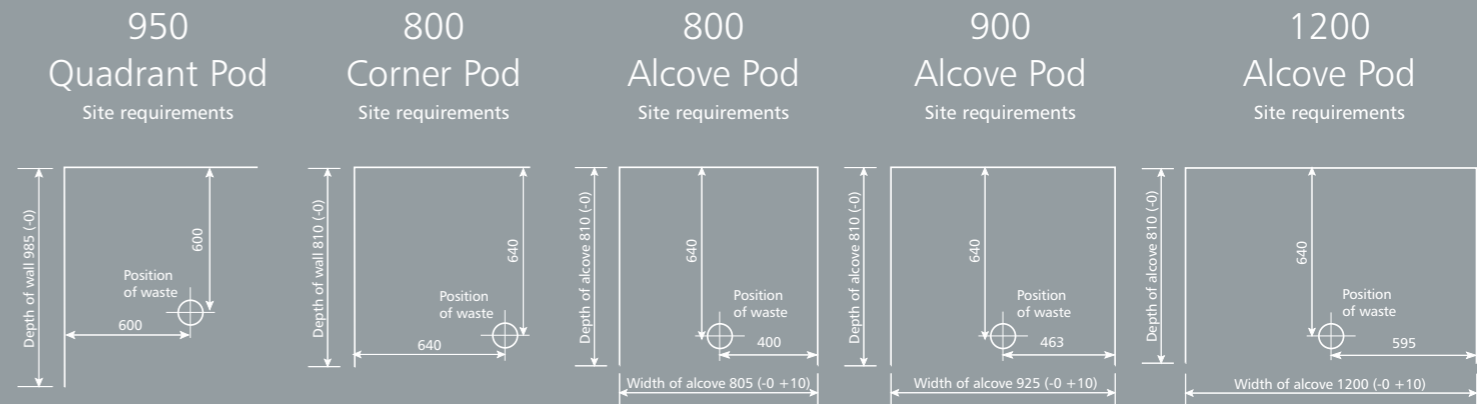 950
Quadrant Pod
Site requirements
Depth of wall 985 (-0)
600
Position
of waste
600
800
Corner Pod
Site requirements
Depth of wall 810 (-0)
640
Position
of waste
640
800
Alcove Pod
Site requirements
Depth of alcove 810 (-0)
640
Position
of waste
400
Width of alcove 805 (-0 +10)
900
Alcove Pod
Site requirements
Depth of alcove 810 (-0)
640
Position
of waste
463
Width of alcove 925 (-0 +10)
1200
Alcove Pod
Site requirements
Depth of alcove 810 (-0)
640
Position
of waste
595
Width of alcove 1200 (-0 +10)